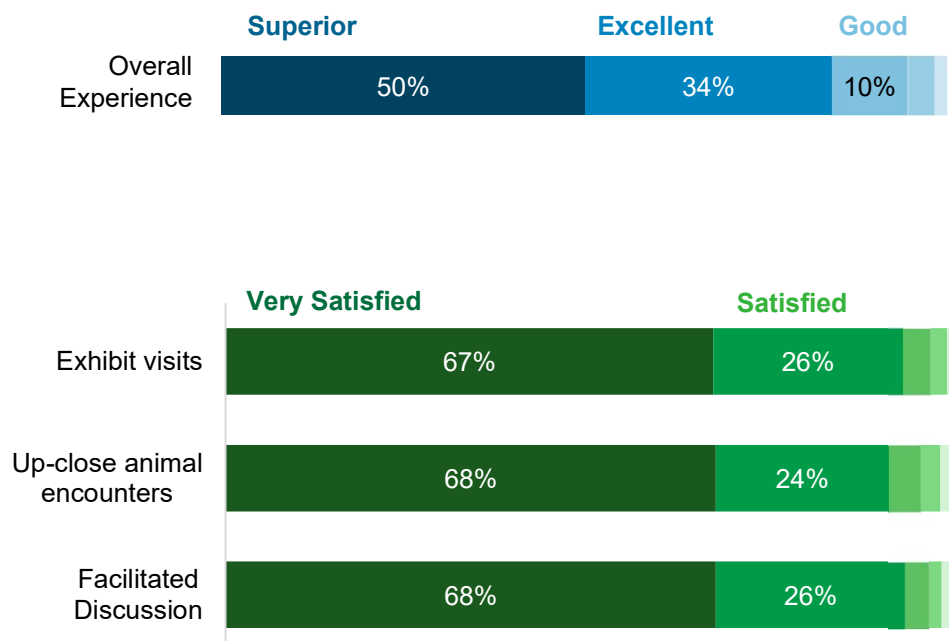 Superior Excellent Good
Overall
Experience
50% 34% 10%
Very Satisfied Satisfied
Exhibit visits
67% 26%
Up-close animal
encounters
68% 24%
Facilitated
Discussion
68% 26%